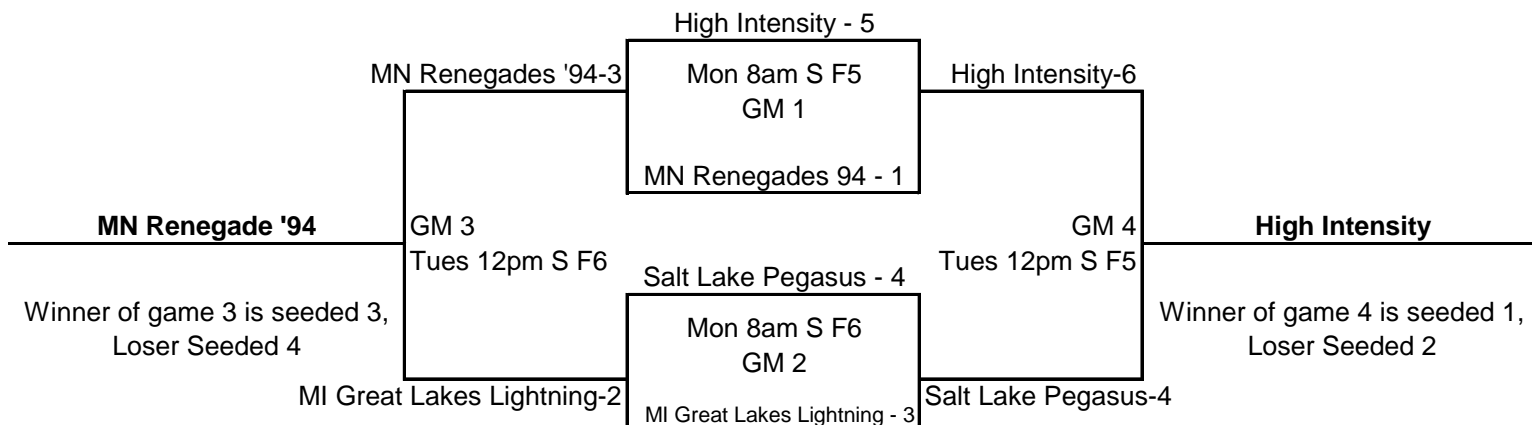 High Intensity - 5
MN Renegades '94-3
Mon 8am S F5
High Intensity-6
GM 1
MN Renegades 94 - 1
MN Renegade '94
GM 3
GM 4
High Intensity
Tues 12pm S F6
Tues 12pm S F5
Salt Lake Pegasus - 4
Winner of game 3 is seeded 3,
Loser Seeded 4
Mon 8am S F6
GM 2
Winner of game 4 is seeded 1,
Loser Seeded 2
MI Great Lakes Lightning-2
MI Great Lakes Lightning - 3
Salt Lake Pegasus-4